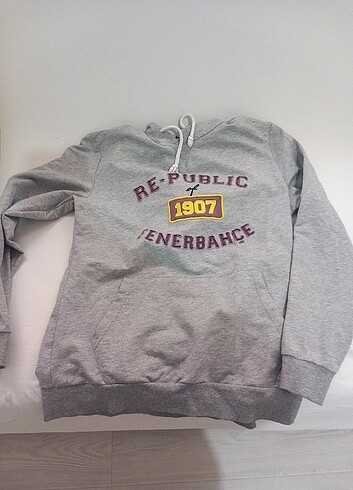 RE-PUBLIC
of
1907
FENERBAHÇE